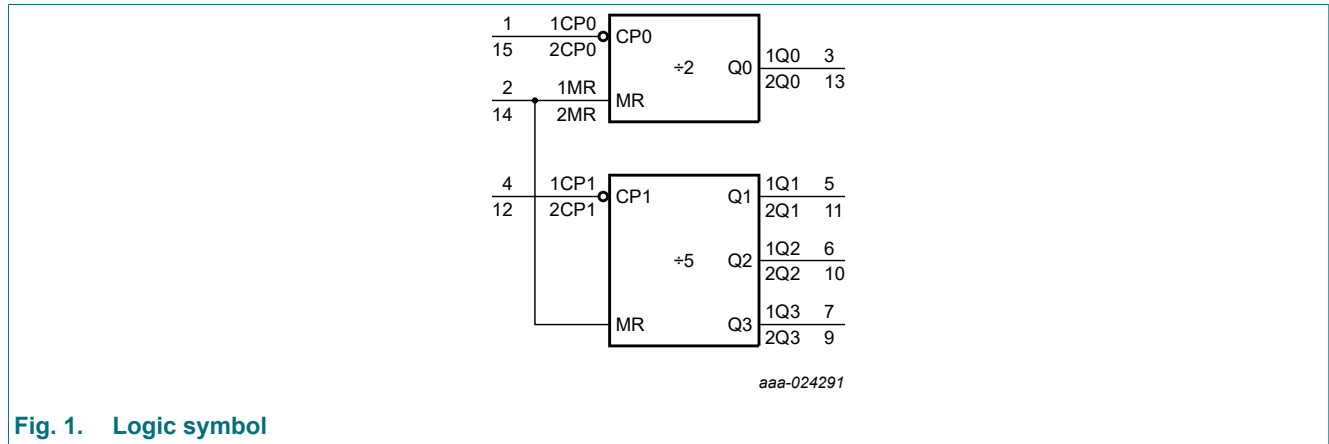 1 1CP0
15 2CP0
CP0
÷2
Q0
1Q0 3
2Q0 13
2 1MR
14 2MR
MR
4 1CP1
12 2CP1
CP1
Q1
1Q1 5
2Q1 11
÷5
Q2
1Q2 6
2Q2 10
MR
Q3
1Q3 7
2Q3 9
aaa-024291
Fig. 1. Logic symbol